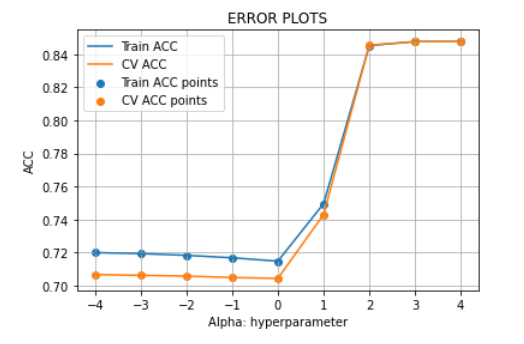 ERROR PLOTS
Train ACC
CV ACC
Train ACC points
CV ACC points
ACC
0.84
0.82
0.80
0.78
0.76
0.74
0.72
0.70
−4 −3 −2 −1 0 1 2 3 4
Alpha: hyperparameter